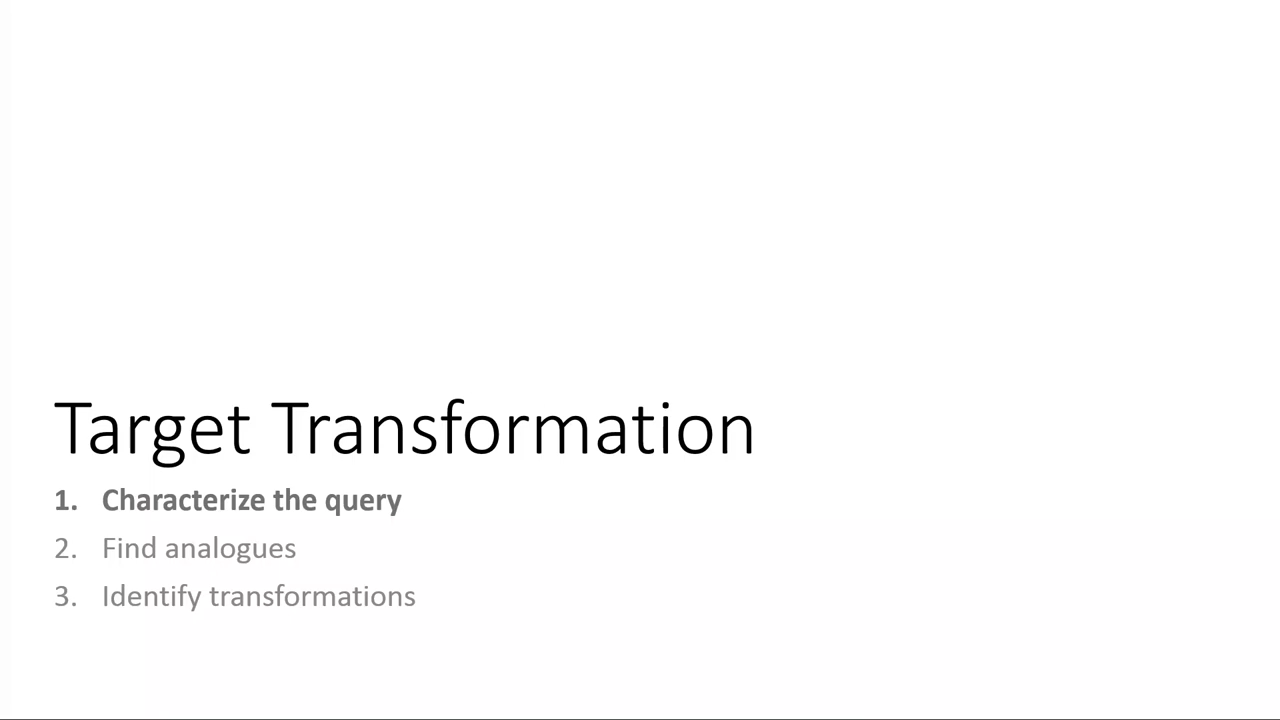 Target Transformation
1. Characterize the query
2. Find analogues
3. Identify transformations